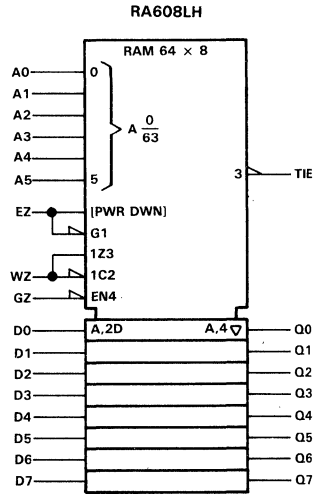 RA608LH
RAM 64 × 8
A0 0
A1
A2
A3 A 0/63
A4
A5 5 3 TIE
EZ [PWR DWN]
G1
1Z3
WZ 1C2
GZ EN4
D0 A,2D A,4 ▽ Q0
D1 Q1
D2 Q2
D3 Q3
D4 Q4
D5 Q5
D6 Q6
D7 Q7